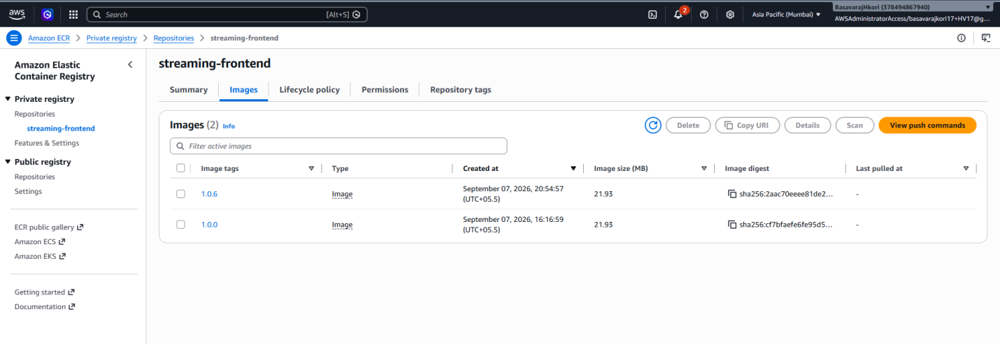 aws
Search
[Alt+S]
2
Asia Pacific (Mumbai)
BasavarajHkori (378494867940)
AWSAdministratorAccess/basavarajkori17+HV17@g...
Amazon ECR > Private registry > Repositories > streaming-frontend
Amazon Elastic
Container Registry
Private registry
Repositories
streaming-frontend
Features & Settings
Public registry
Repositories
Settings
ECR public gallery
Amazon ECS
Amazon EKS
Getting started
Documentation
streaming-frontend
Summary Images Lifecycle policy Permissions Repository tags
Images (2) Info
Delete Copy URI Details Scan View push commands
Filter active images
Image tags Type Created at Image size (MB) Image digest Last pulled at
1.0.6 Image September 07, 2026, 20:54:57 (UTC+05.5) 21.93 sha256:2aac70eeee81de2... -
1.0.0 Image September 07, 2026, 16:16:59 (UTC+05.5) 21.93 sha256:cf7bfaefe6fe95d5... -